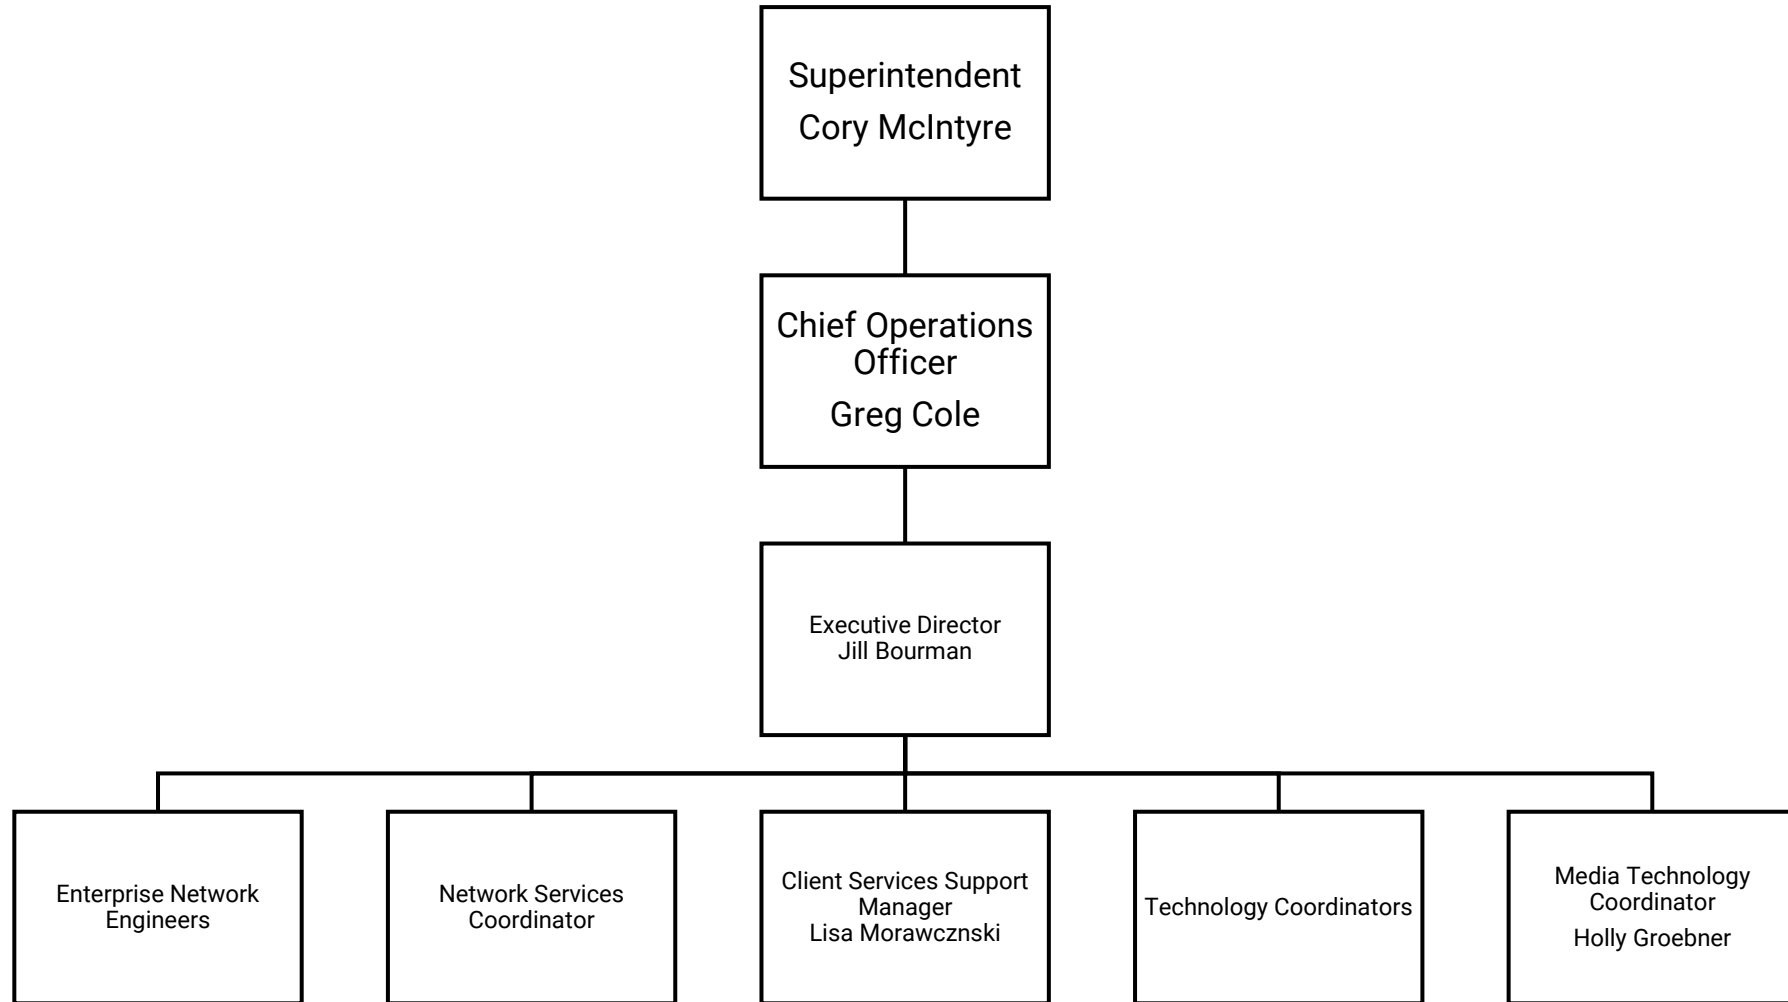 Superintendent
Cory McIntyre
Chief Operations
Officer
Greg Cole
Executive Director
Jill Bourman
Enterprise Network
Engineers
Network Services
Coordinator
Client Services Support
Manager
Lisa Morawcznski
Technology Coordinators
Media Technology
Coordinator
Holly Groebner